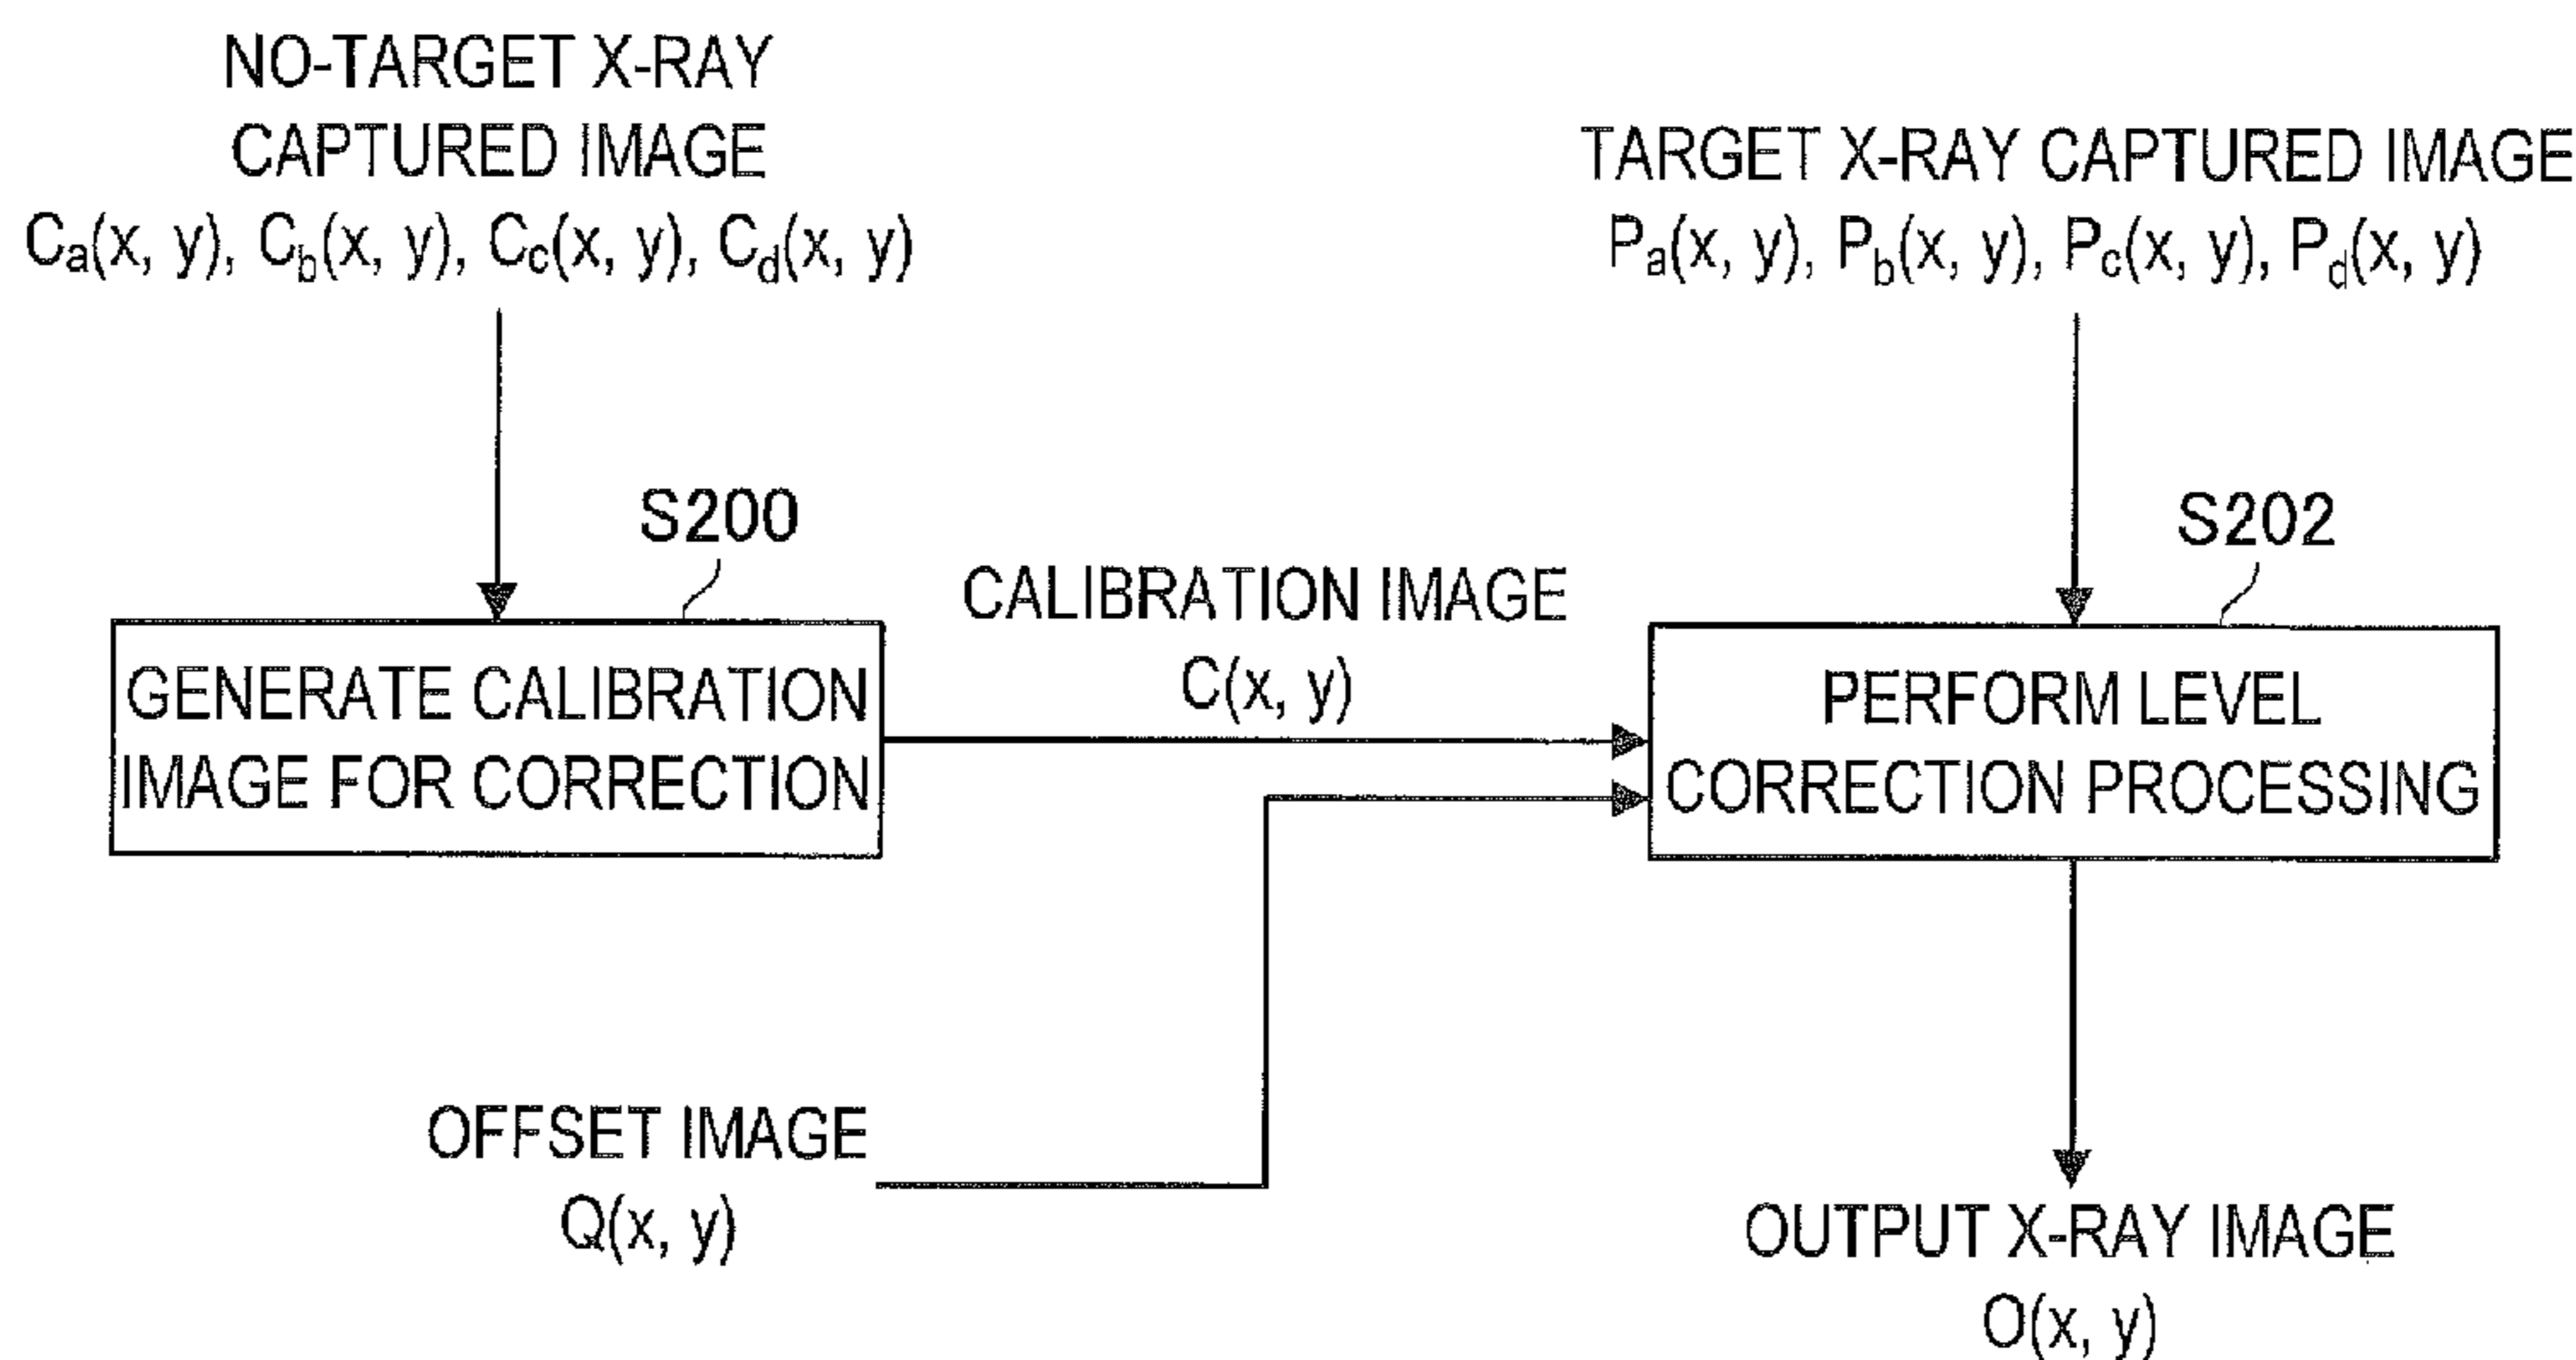 NO-TARGET X-RAY
CAPTURED IMAGE
Ca(x, y), Cb(x, y), Cc(x, y), Cd(x, y)
TARGET X-RAY CAPTURED IMAGE
Pa(x, y), Pb(x, y), Pc(x, y), Pd(x, y)
S200
GENERATE CALIBRATION
IMAGE FOR CORRECTION
CALIBRATION IMAGE
C(x, y)
S202
PERFORM LEVEL
CORRECTION PROCESSING
OFFSET IMAGE
Q(x, y)
OUTPUT X-RAY IMAGE
O(x, y)